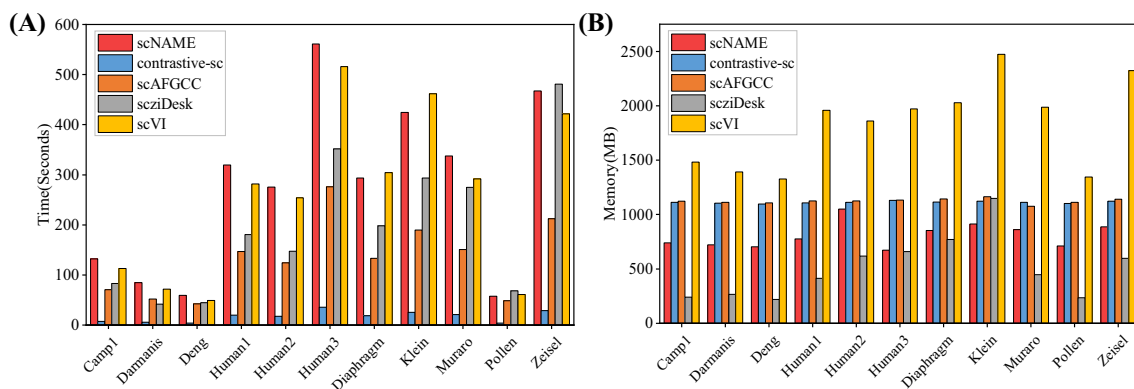 (A)
600
500
400
300
200
100
0
Time(Seconds)
scNAME
contrastive-sc
scAFGCC
scziDesk
scVI
Camp1
Darmanis
Deng
Human1
Human2
Human3
Diaphragm
Klein
Muraro
Pollen
Zeisel
(B)
2500
2000
1500
1000
500
0
Memory(MB)
scNAME
contrastive-sc
scAFGCC
scziDesk
scVI
Camp1
Darmanis
Deng
Human1
Human2
Human3
Diaphragm
Klein
Muraro
Pollen
Zeisel